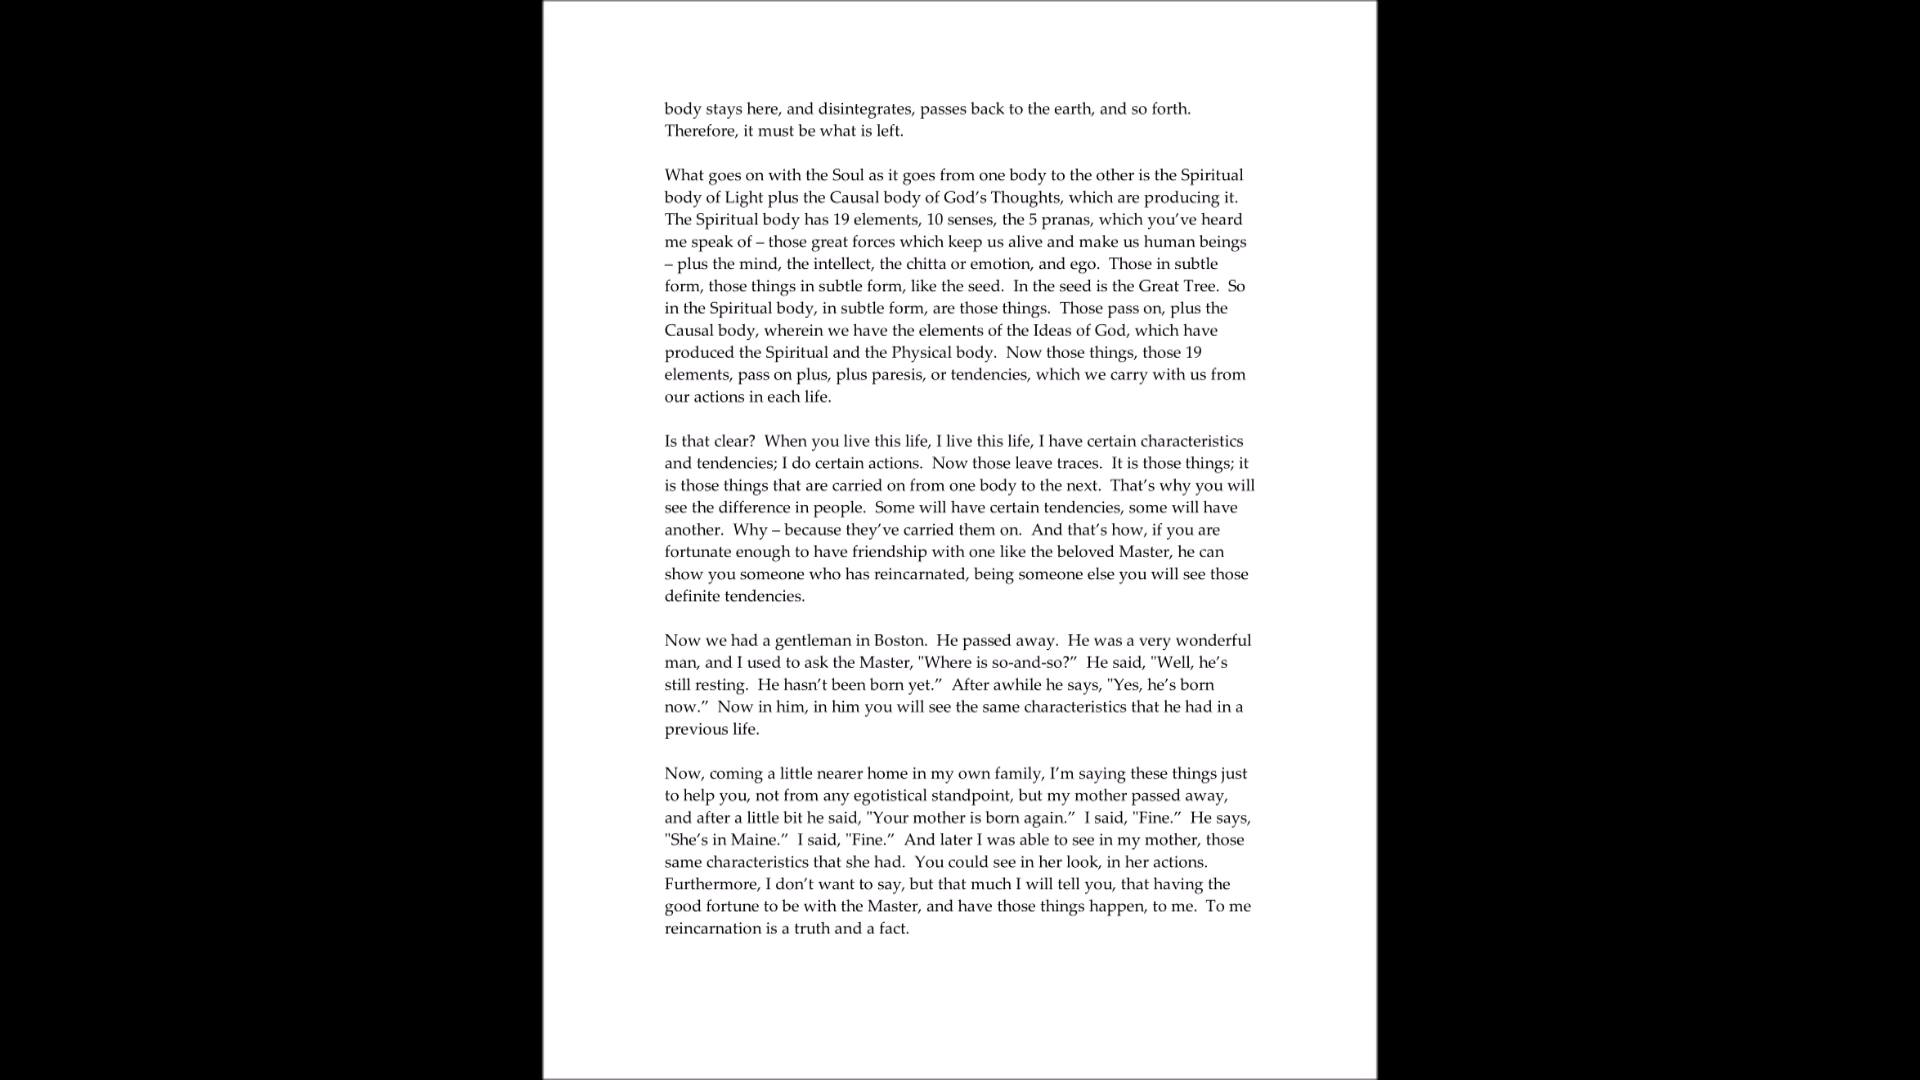 body stays here, and disintegrates, passes back to the earth, and so forth.
Therefore, it must be what is left.
What goes on with the Soul as it goes from one body to the other is the Spiritual
body of Light plus the Causal body of God’s Thoughts, which are producing it.
The Spiritual body has 19 elements, 10 senses, the 5 pranas, which you’ve heard
me speak of – those great forces which keep us alive and make us human beings
– plus the mind, the intellect, the chitta or emotion, and ego.  Those in subtle
form, those things in subtle form, like the seed.  In the seed is the Great Tree.  So
in the Spiritual body, in subtle form, are those things.  Those pass on, plus the
Causal body, wherein we have the elements of the Ideas of God, which have
produced the Spiritual and the Physical body.  Now those things, those 19
elements, pass on plus, plus paresis, or tendencies, which we carry with us from
our actions in each life.
Is that clear?  When you live this life, I live this life, I have certain characteristics
and tendencies; I do certain actions.  Now those leave traces.  It is those things; it
is those things that are carried on from one body to the next.  That’s why you will
see the difference in people.  Some will have certain tendencies, some will have
another.  Why – because they’ve carried them on.  And that’s how, if you are
fortunate enough to have friendship with one like the beloved Master, he can
show you someone who has reincarnated, being someone else you will see those
definite tendencies.
Now we had a gentleman in Boston.  He passed away.  He was a very wonderful
man, and I used to ask the Master, "Where is so-and-so?”  He said, "Well, he’s
still resting.  He hasn’t been born yet.”  After awhile he says, "Yes, he’s born
now.”  Now in him, in him you will see the same characteristics that he had in a
previous life.
Now, coming a little nearer home in my own family, I’m saying these things just
to help you, not from any egotistical standpoint, but my mother passed away,
and after a little bit he said, "Your mother is born again.”  I said, "Fine.”  He says,
"She’s in Maine.”  I said, "Fine.”  And later I was able to see in my mother, those
same characteristics that she had.  You could see in her look, in her actions.
Furthermore, I don’t want to say, but that much I will tell you, that having the
good fortune to be with the Master, and have those things happen, to me.  To me
reincarnation is a truth and a fact.